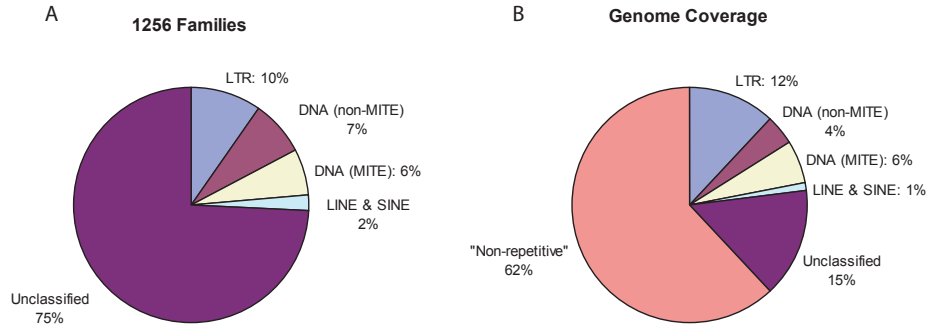 A
1256 Families
LTR: 10%
DNA (non-MITE)
7%
DNA (MITE): 6%
LINE & SINE
2%
Unclassified
75%
B
Genome Coverage
LTR: 12%
DNA (non-MITE)
4%
DNA (MITE): 6%
LINE & SINE: 1%
"Non-repetitive"
62%
Unclassified
15%